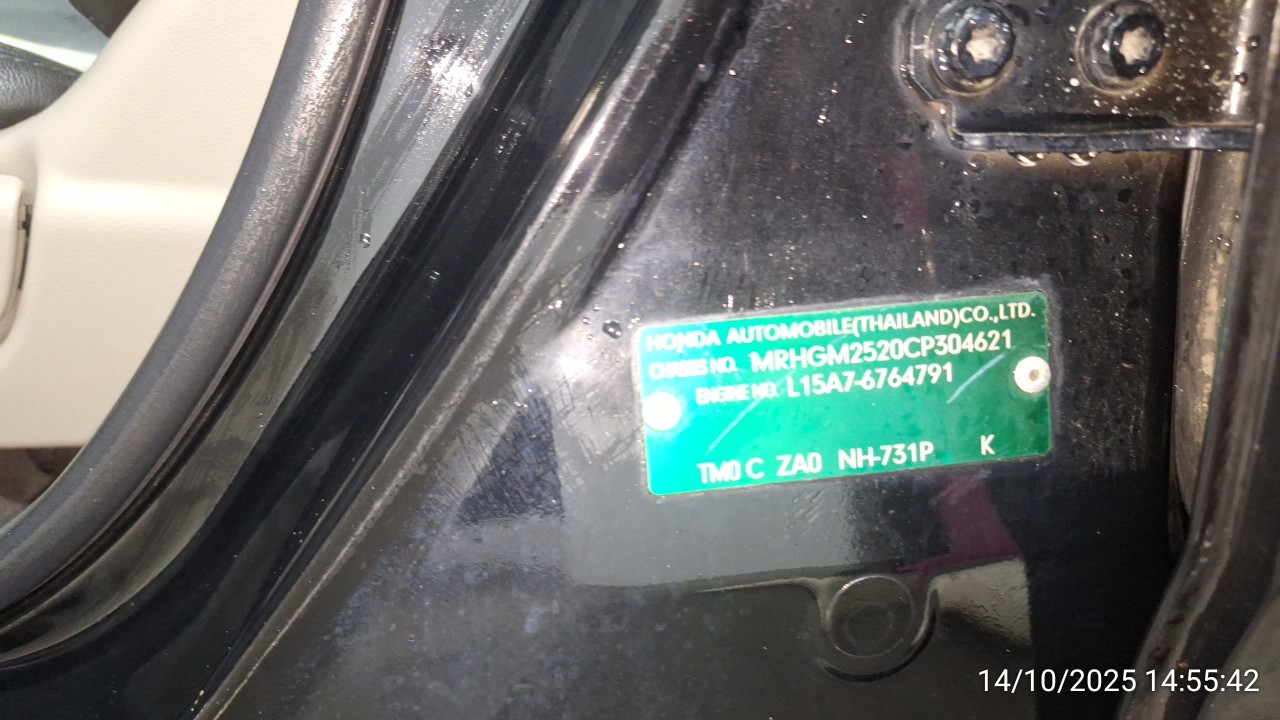 HONDA AUTOMOBILE(THAILAND)CO.,LTD.
CHASSIS NO. MRHGM2520CP304621
ENGINE NO. L15A7-6764791
TM0 C ZA0 NH-731P K
14/10/2025 14:55:42